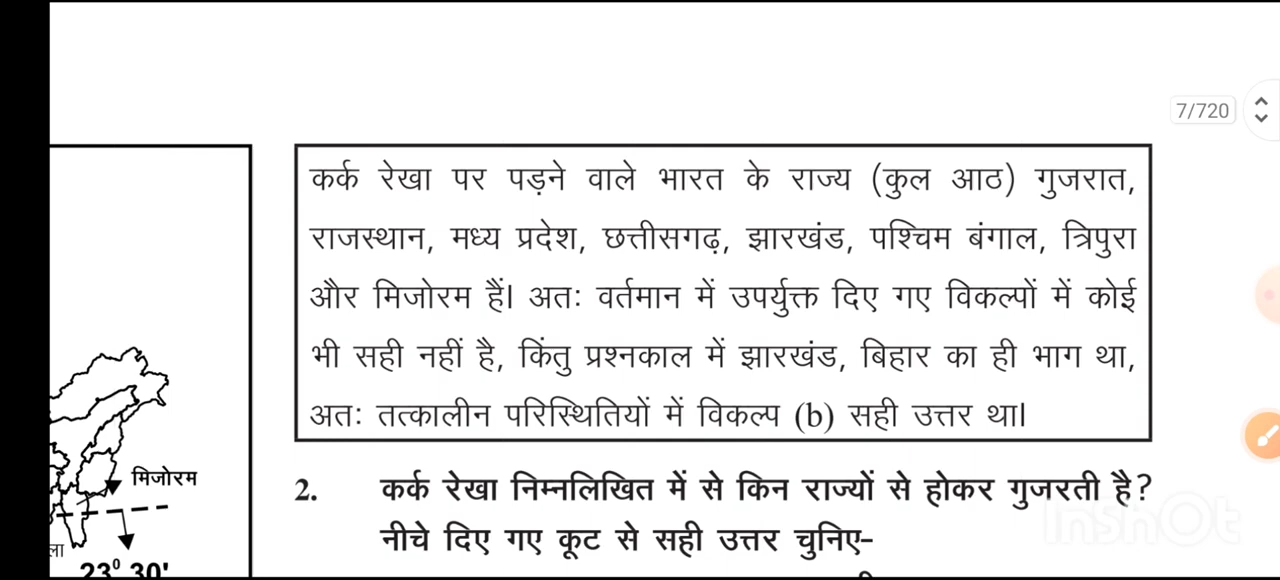 7/720
कर्क रेखा पर पड़ने वाले भारत के राज्य (कुल आठ) गुजरात,
राजस्थान, मध्य प्रदेश, छत्तीसगढ़, झारखंड, पश्चिम बंगाल, त्रिपुरा
और मिजोरम हैं। अतः वर्तमान में उपर्युक्त दिए गए विकल्पों में कोई
भी सही नहीं है, किंतु प्रश्नकाल में झारखंड, बिहार का ही भाग था,
अतः तत्कालीन परिस्थितियों में विकल्प (b) सही उत्तर था।
मिजोरम
ला
23⁰ 30'
2. कर्क रेखा निम्नलिखित में से किन राज्यों से होकर गुजरती है?
नीचे दिए गए कूट से सही उत्तर चुनिए–
InShOt